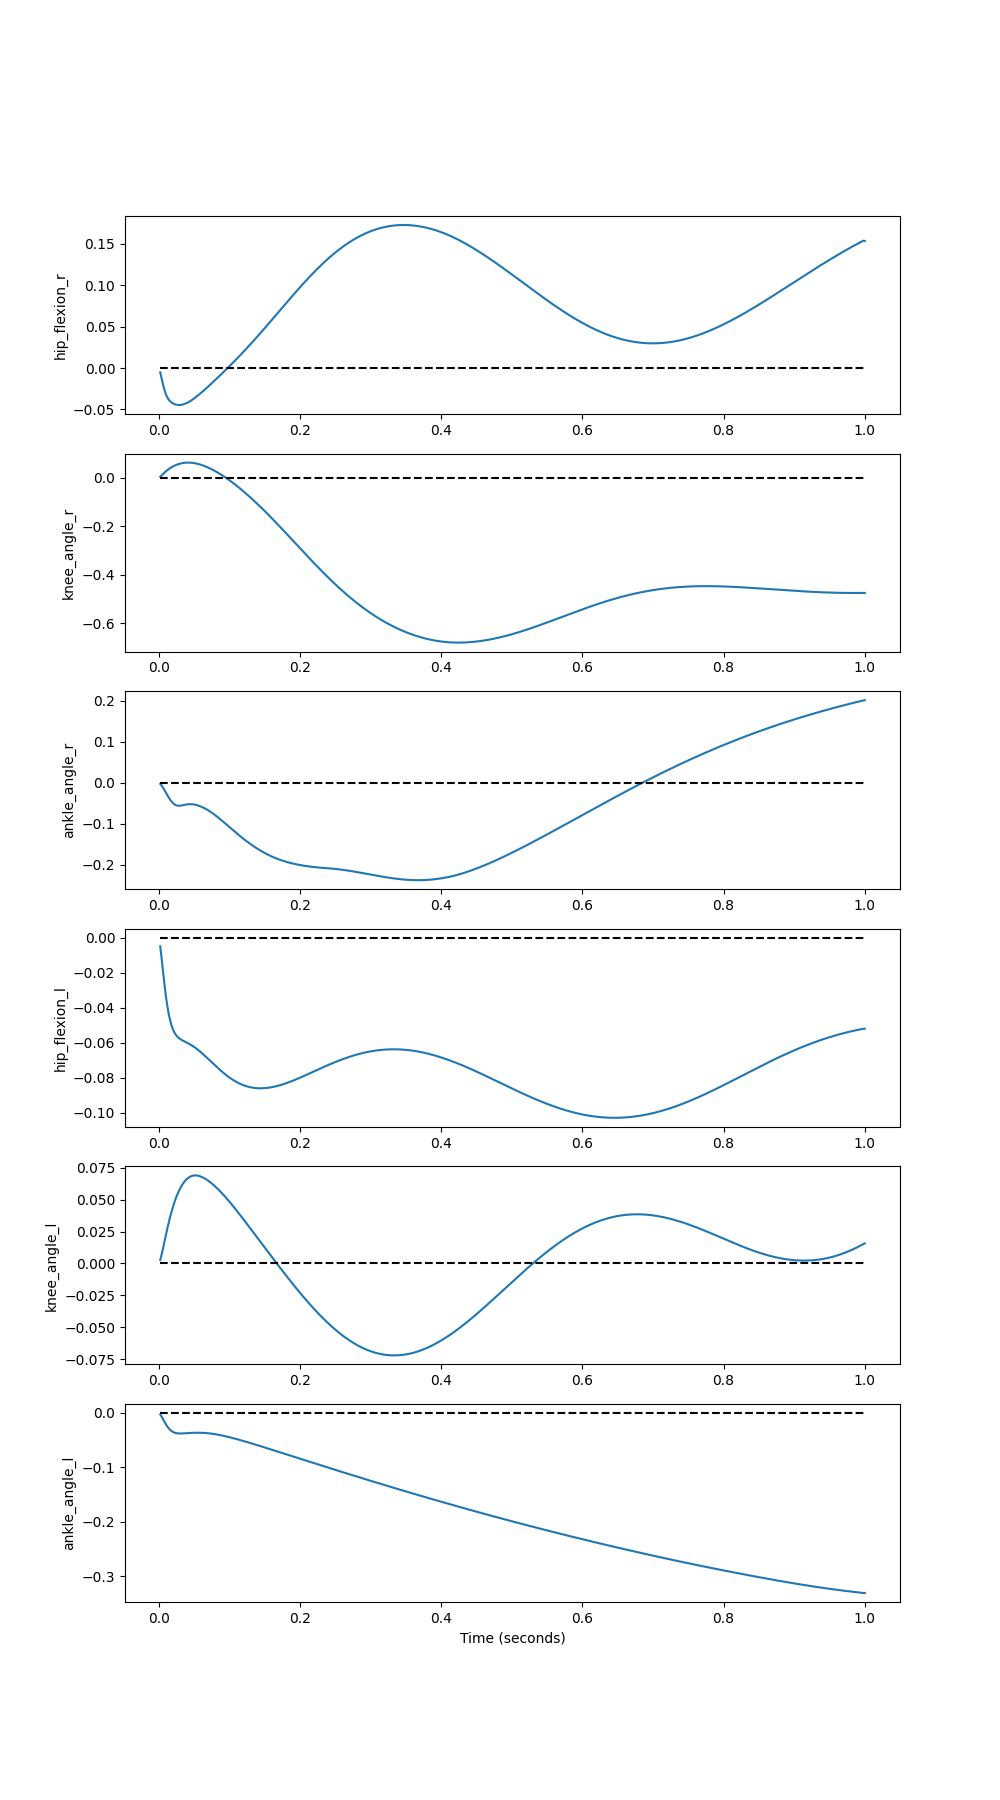 hip_flexion_r
0.15
0.10
0.05
0.00
−0.05
0.0 0.2 0.4 0.6 0.8 1.0
knee_angle_r
0.0
−0.2
−0.4
−0.6
0.0 0.2 0.4 0.6 0.8 1.0
ankle_angle_r
0.2
0.1
0.0
−0.1
−0.2
0.0 0.2 0.4 0.6 0.8 1.0
hip_flexion_l
0.00
−0.02
−0.04
−0.06
−0.08
−0.10
0.0 0.2 0.4 0.6 0.8 1.0
knee_angle_l
0.075
0.050
0.025
0.000
−0.025
−0.050
−0.075
0.0 0.2 0.4 0.6 0.8 1.0
ankle_angle_l
0.0
−0.1
−0.2
−0.3
0.0 0.2 0.4 0.6 0.8 1.0
Time (seconds)